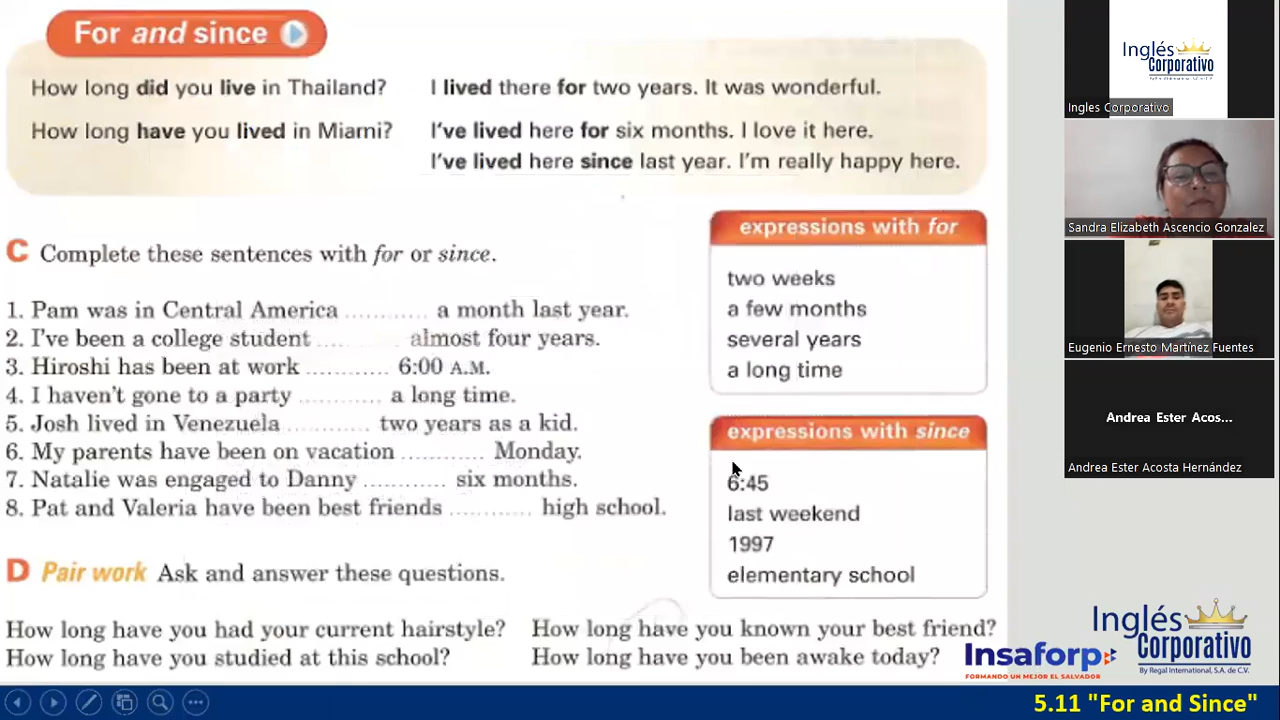 For and since
How long did you live in Thailand? I lived there for two years. It was wonderful.
How long have you lived in Miami? I've lived here for six months. I love it here.
I've lived here since last year. I'm really happy here.
C Complete these sentences with for or since.
1. Pam was in Central America ............ a month last year.
2. I've been a college student ............ almost four years.
3. Hiroshi has been at work ............ 6:00 A.M.
4. I haven't gone to a party ............ a long time.
5. Josh lived in Venezuela ............ two years as a kid.
6. My parents have been on vacation ............ Monday.
7. Natalie was engaged to Danny ............ six months.
8. Pat and Valeria have been best friends ............ high school.
expressions with for
two weeks
a few months
several years
a long time
expressions with since
6:45
last weekend
1997
elementary school
D Pair work Ask and answer these questions.
How long have you had your current hairstyle? How long have you known your best friend?
How long have you studied at this school? How long have you been awake today?
Inglés
Corporativo
Ingles Corporativo
Sandra Elizabeth Ascencio Gonzalez
Eugenio Ernesto Martínez Fuentes
Andrea Ester Acos...
Andrea Ester Acosta Hernández
Insaforp
FORMANDO UN MEJOR EL SALVADOR
Inglés
Corporativo
By Regal International, S.A. de C.V.
5.11 "For and Since"